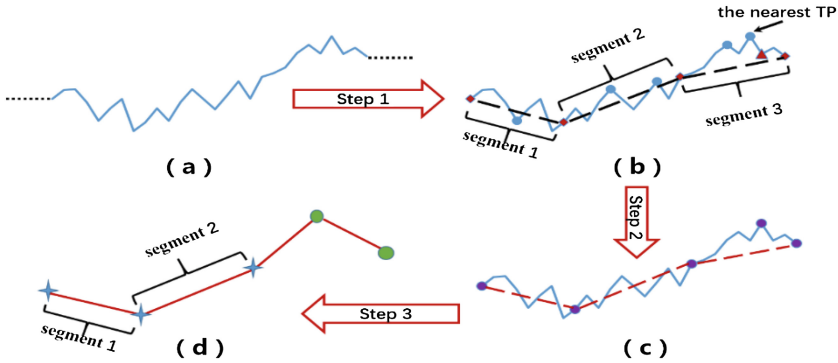 the nearest TP
segment 2
Step 1
segment 1
segment 3
( a )
( b )
Step 2
segment 2
segment 1
Step 3
( d )
( c )